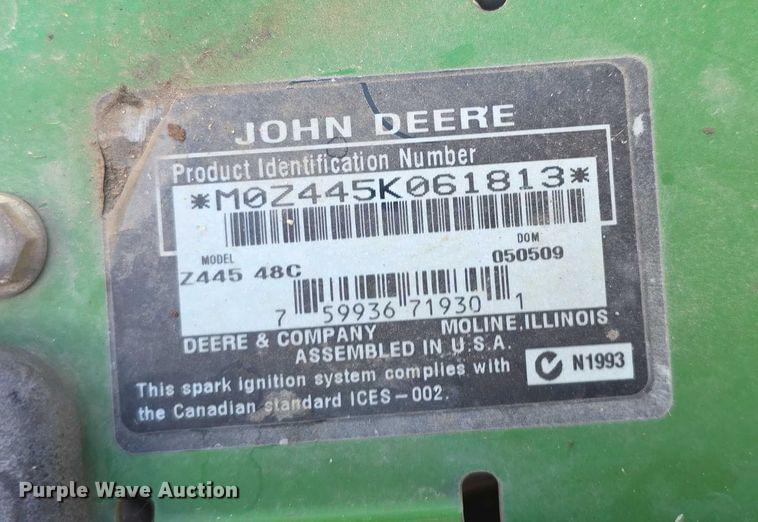 JOHN DEERE
Product Identification Number
*M0Z445K061813*
MODEL DOM
Z445 48C 050509
7 59936 71930 1
DEERE & COMPANY MOLINE, ILLINOIS
ASSEMBLED IN U.S.A.
This spark ignition system complies with
the Canadian standard ICES-002.
N1993
Purple Wave Auction